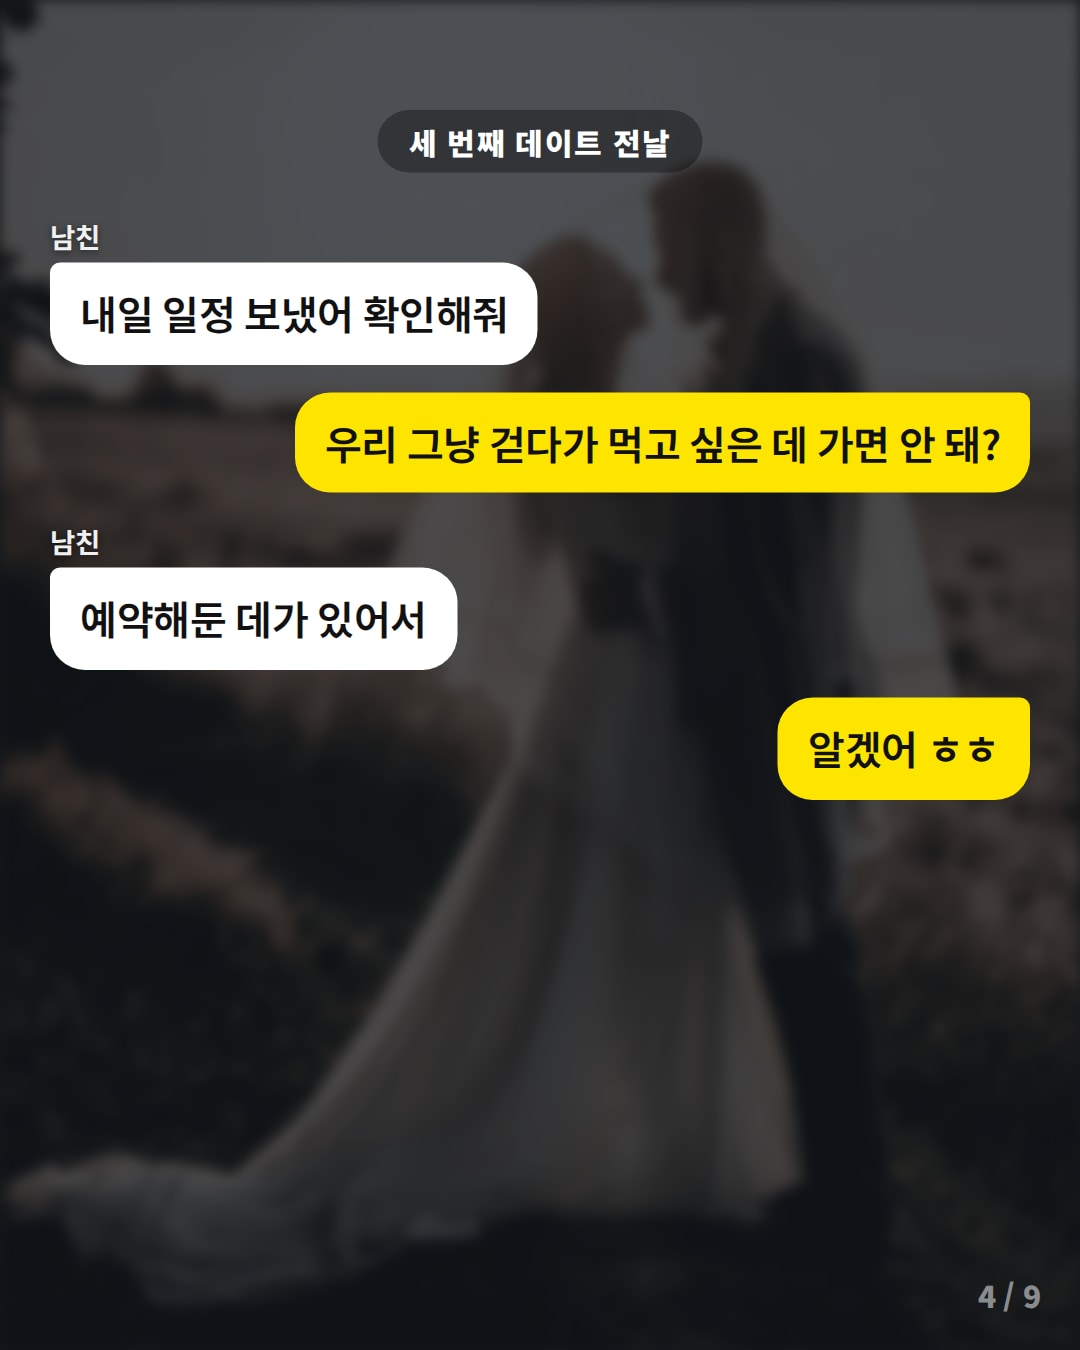 세 번째 데이트 전날
남친
내일 일정 보냈어 확인해줘
우리 그냥 걷다가 먹고 싶은 데 가면 안 돼?
남친
예약해둔 데가 있어서
알겠어 ㅎㅎ
4 / 9